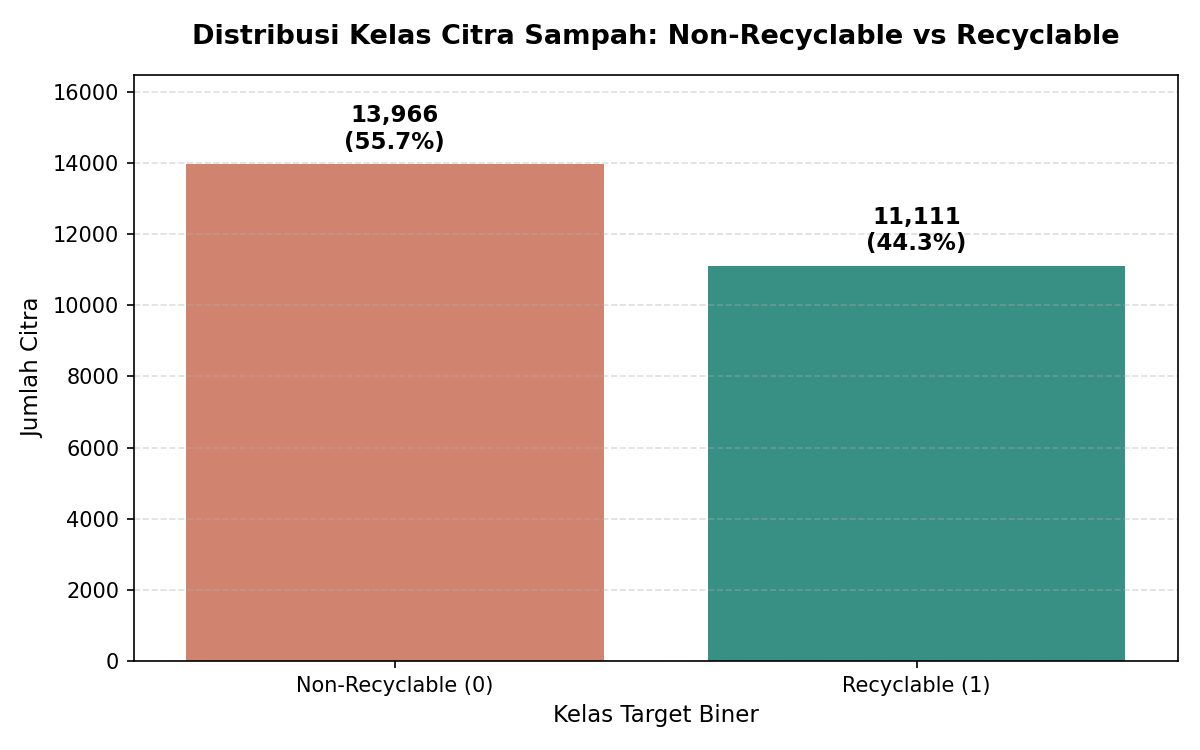 Distribusi Kelas Citra Sampah: Non-Recyclable vs Recyclable
16000
14000
12000
10000
8000
6000
4000
2000
0
Jumlah Citra
13,966
(55.7%)
11,111
(44.3%)
Non-Recyclable (0)
Recyclable (1)
Kelas Target Biner